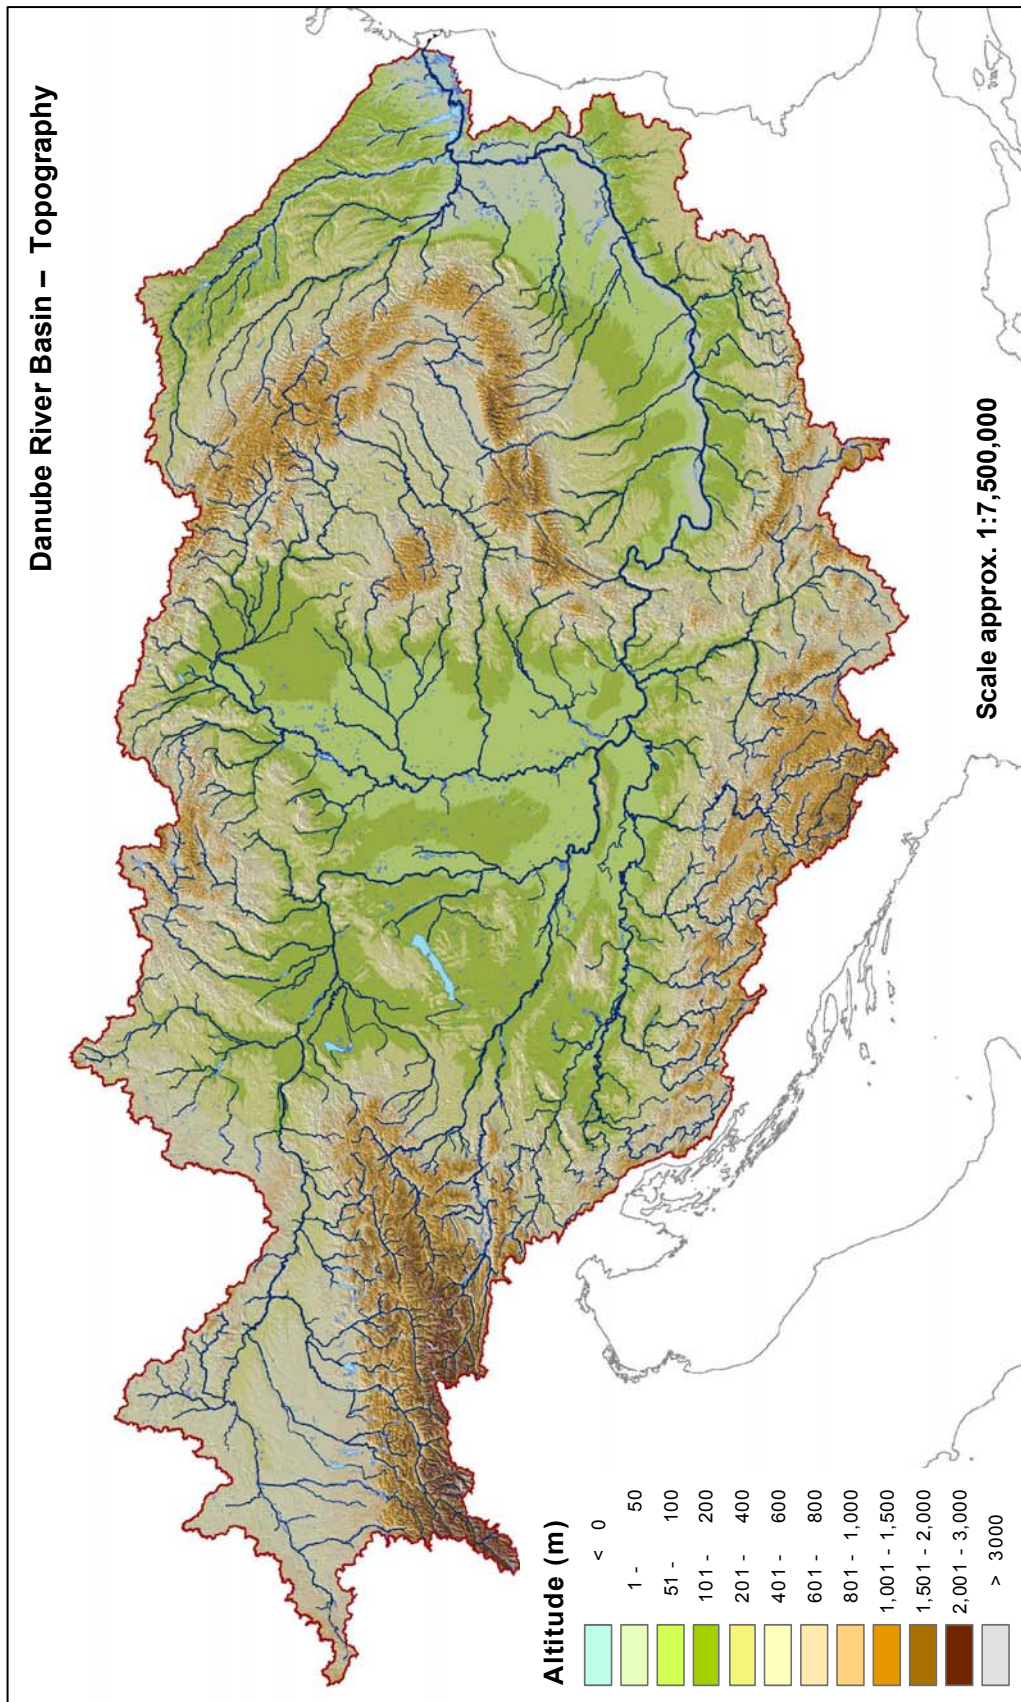 Danube River Basin – Topography
Scale approx. 1:7,500,000
Altitude (m)
< 0
1 - 50
51 - 100
101 - 200
201 - 400
401 - 600
601 - 800
801 - 1,000
1,001 - 1,500
1,501 - 2,000
2,001 - 3,000
> 3000